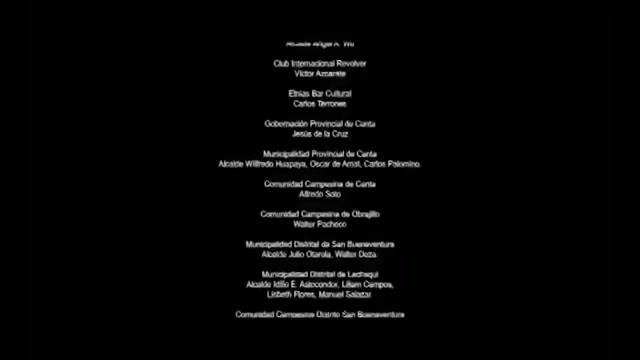 Club Internacional Revolver
Víctor Azcarate
Etnias Bar Cultural
Carlos Terrones
Gobernación Provincial de Canta
Jesús de la Cruz
Municipalidad Provincial de Canta
Alcalde Wilfredo Huapaya, Oscar de Amat, Carlos Palomino.
Comunidad Campesina de Canta
Alfredo Soto
Comunidad Campesina de Obrajillo
Walter Pacheco
Municipalidad Distrital de San Buenaventura
Alcalde Julio Otarola, Walter Deza.
Municipalidad Distrital de Lachaqui
Alcalde Idilio E. Astocondor, Liliam Campos,
Lisbeth Flores, Manuel Salazar.
Comunidad Campesina Distrito San Buenaventura